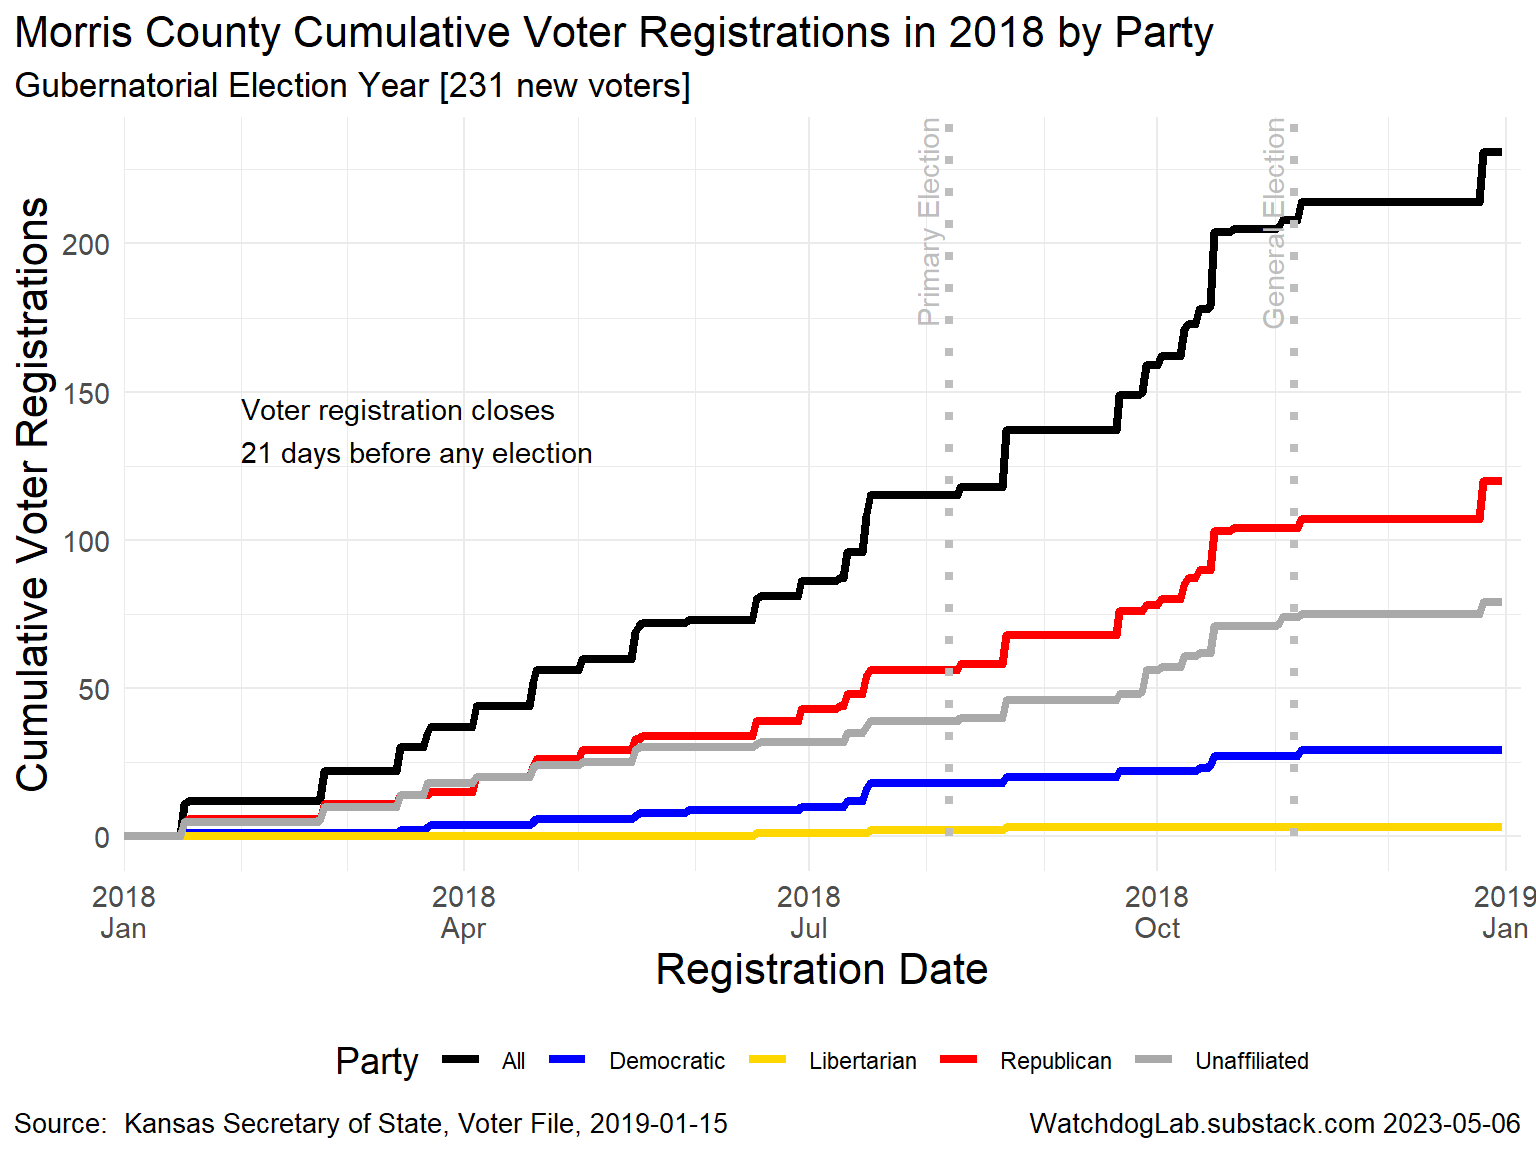 Morris County Cumulative Voter Registrations in 2018 by Party
Gubernatorial Election Year [231 new voters]
Cumulative Voter Registrations
200
150
100
50
0
Primary Election
General Election
Voter registration closes
21 days before any election
2018
Jan
2018
Apr
2018
Jul
2018
Oct
2019
Jan
Registration Date
Party All Democratic Libertarian Republican Unaffiliated
Source:  Kansas Secretary of State, Voter File, 2019-01-15
WatchdogLab.substack.com 2023-05-06